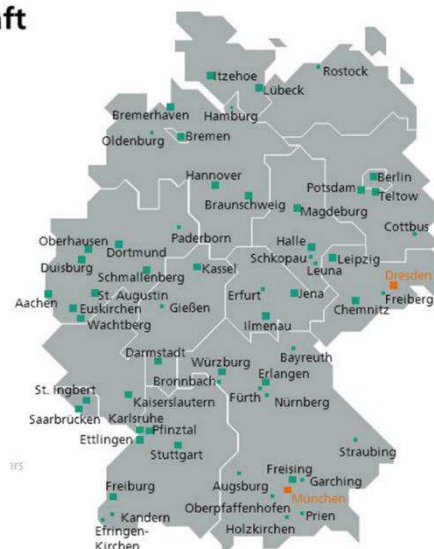 ft
Itzehoe
Rostock
Lübeck
Bremerhaven
Hamburg
Oldenburg
Bremen
Hannover
Berlin
Potsdam
Teltow
Braunschweig
Magdeburg
Cottbus
Paderborn
Oberhausen
Dortmund
Halle
Schkopau
Leipzig
Duisburg
Kassel
Leuna
Dresden
Schmallenberg
Aachen
St. Augustin
Erfurt
Jena
Freiberg
Euskirchen
Gießen
Chemnitz
Wachtberg
Ilmenau
Darmstadt
Würzburg
Bayreuth
Bronnbach
Erlangen
St. Ingbert
Kaiserslautern
Fürth
Nürnberg
Saarbrücken
Karlsruhe
Pfinztal
Ettlingen
Stuttgart
Straubing
ers
Freising
Garching
Freiburg
Augsburg
München
Oberpfaffenhofen
Kandern
Prien
Efringen-
Kirchen
Holzkirchen